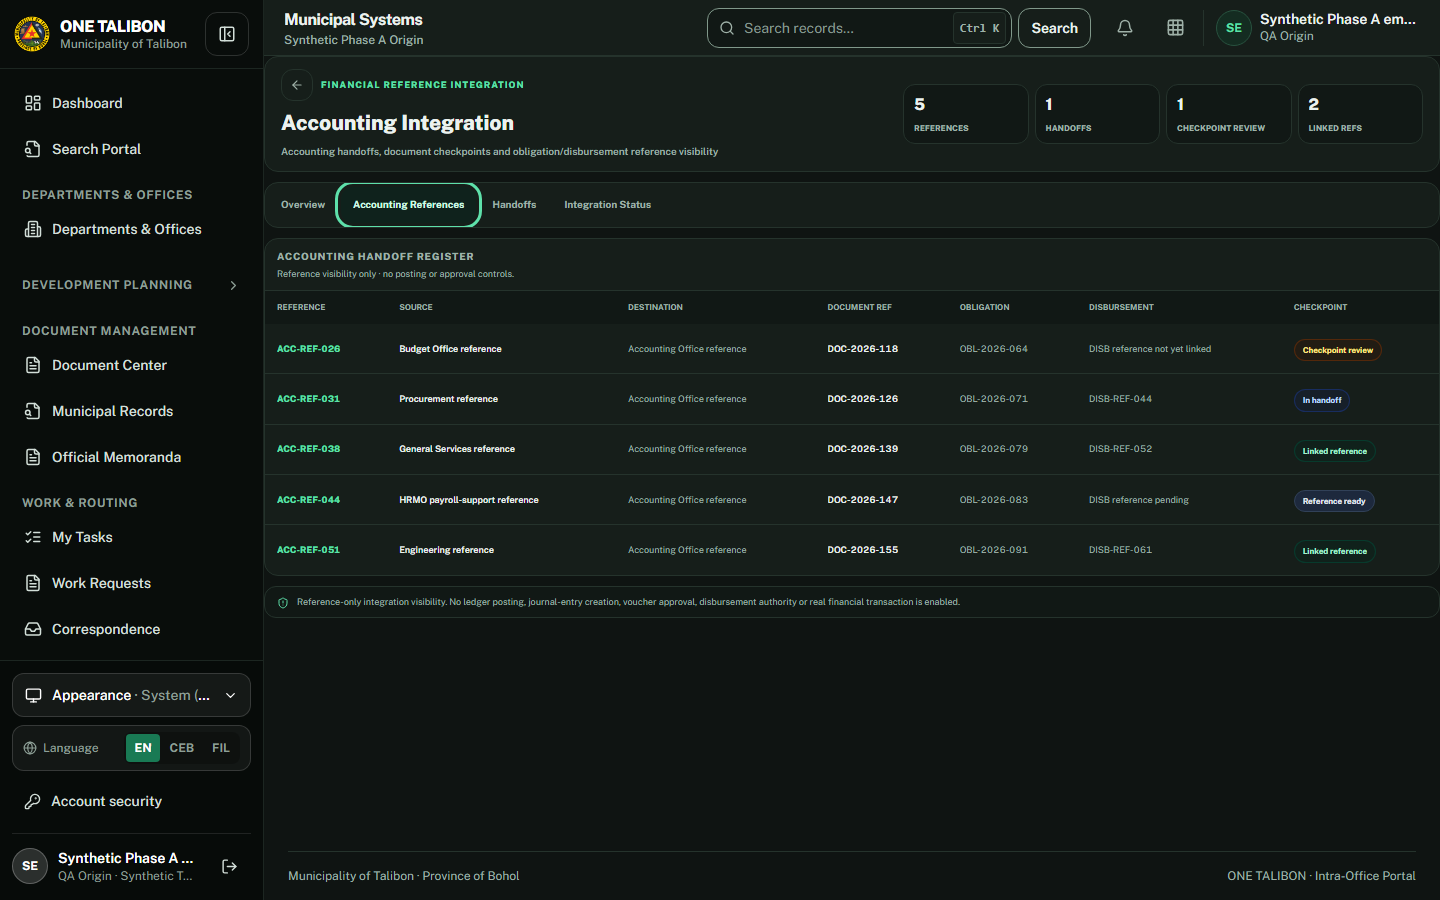 ONE TALIBON
Municipality of Talibon
Dashboard
Search Portal
DEPARTMENTS & OFFICES
Departments & Offices
DEVELOPMENT PLANNING
DOCUMENT MANAGEMENT
Document Center
Municipal Records
Official Memoranda
WORK & ROUTING
My Tasks
Work Requests
Correspondence
Appearance · System (...
Language EN CEB FIL
Account security
SE Synthetic Phase A ...
QA Origin · Synthetic T...
Municipal Systems
Synthetic Phase A Origin
Search records... Ctrl K Search
SE Synthetic Phase A em...
QA Origin
FINANCIAL REFERENCE INTEGRATION
Accounting Integration
Accounting handoffs, document checkpoints and obligation/disbursement reference visibility
5 REFERENCES
1 HANDOFFS
1 CHECKPOINT REVIEW
2 LINKED REFS
Overview Accounting References Handoffs Integration Status
ACCOUNTING HANDOFF REGISTER
Reference visibility only · no posting or approval controls.
REFERENCE SOURCE DESTINATION DOCUMENT REF OBLIGATION DISBURSEMENT CHECKPOINT
ACC-REF-026 Budget Office reference Accounting Office reference DOC-2026-118 OBL-2026-064 DISB reference not yet linked Checkpoint review
ACC-REF-031 Procurement reference Accounting Office reference DOC-2026-126 OBL-2026-071 DISB-REF-044 In handoff
ACC-REF-038 General Services reference Accounting Office reference DOC-2026-139 OBL-2026-079 DISB-REF-052 Linked reference
ACC-REF-044 HRMO payroll-support reference Accounting Office reference DOC-2026-147 OBL-2026-083 DISB reference pending Reference ready
ACC-REF-051 Engineering reference Accounting Office reference DOC-2026-155 OBL-2026-091 DISB-REF-061 Linked reference
Reference-only integration visibility. No ledger posting, journal-entry creation, voucher approval, disbursement authority or real financial transaction is enabled.
Municipality of Talibon · Province of Bohol
ONE TALIBON · Intra-Office Portal